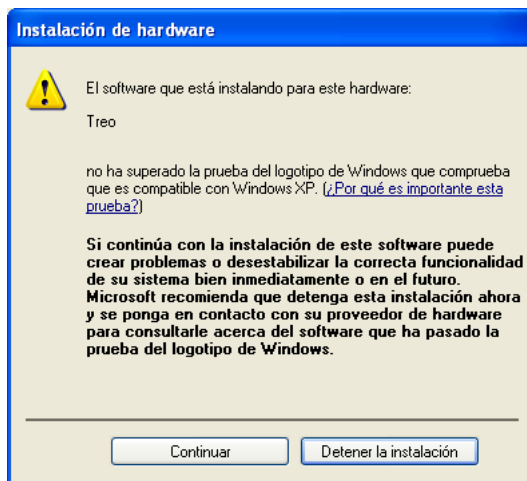 Instalación de hardware
El software que está instalando para este hardware:
Treo
no ha superado la prueba del logotipo de Windows que comprueba
que es compatible con Windows XP. (¿Por qué es importante esta
prueba?)
Si continúa con la instalación de este software puede
crear problemas o desestabilizar la correcta funcionalidad
de su sistema bien inmediatamente o en el futuro.
Microsoft recomienda que detenga esta instalación ahora
y se ponga en contacto con su proveedor de hardware
para consultarle acerca del software que ha pasado la
prueba del logotipo de Windows.
Continuar
Detener la instalación